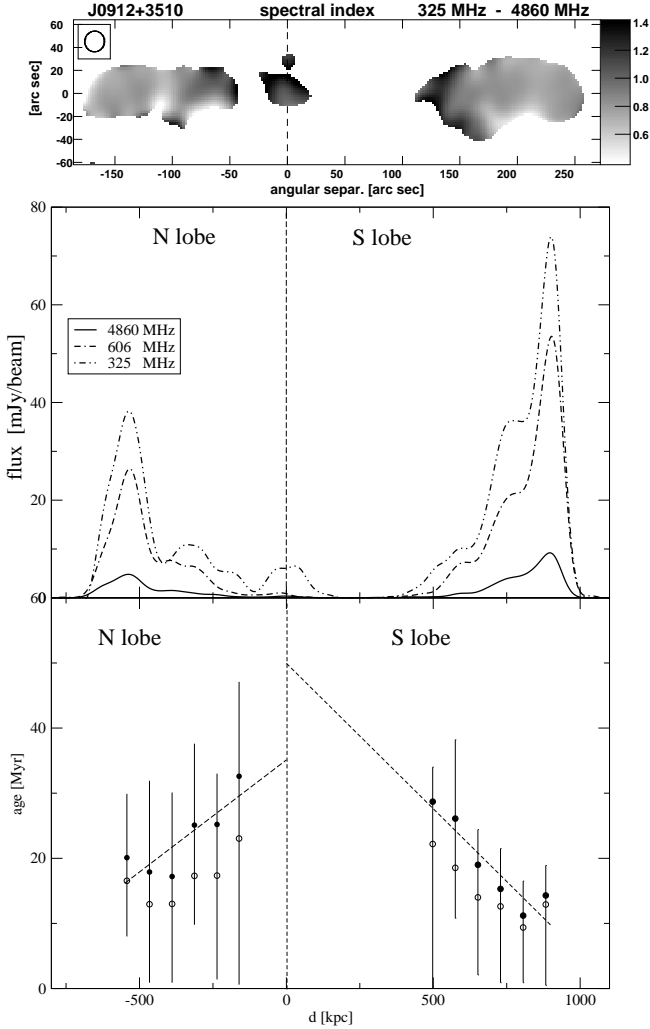 J0912+3510 spectral index 325 MHz - 4860 MHz
[arc sec]
60
40
20
0
-20
-40
-60
1.4
1.2
1.0
0.8
0.6
0.4
-150 -100 -50 0 50 100 150 200 250
angular separ. [arc sec]
80
60
40
20
60
flux [mJy/beam]
N lobe S lobe
4860 MHz
606 MHz
325 MHz
N lobe S lobe
40
20
0
age [Myr]
-500 0 500 1000
d [kpc]